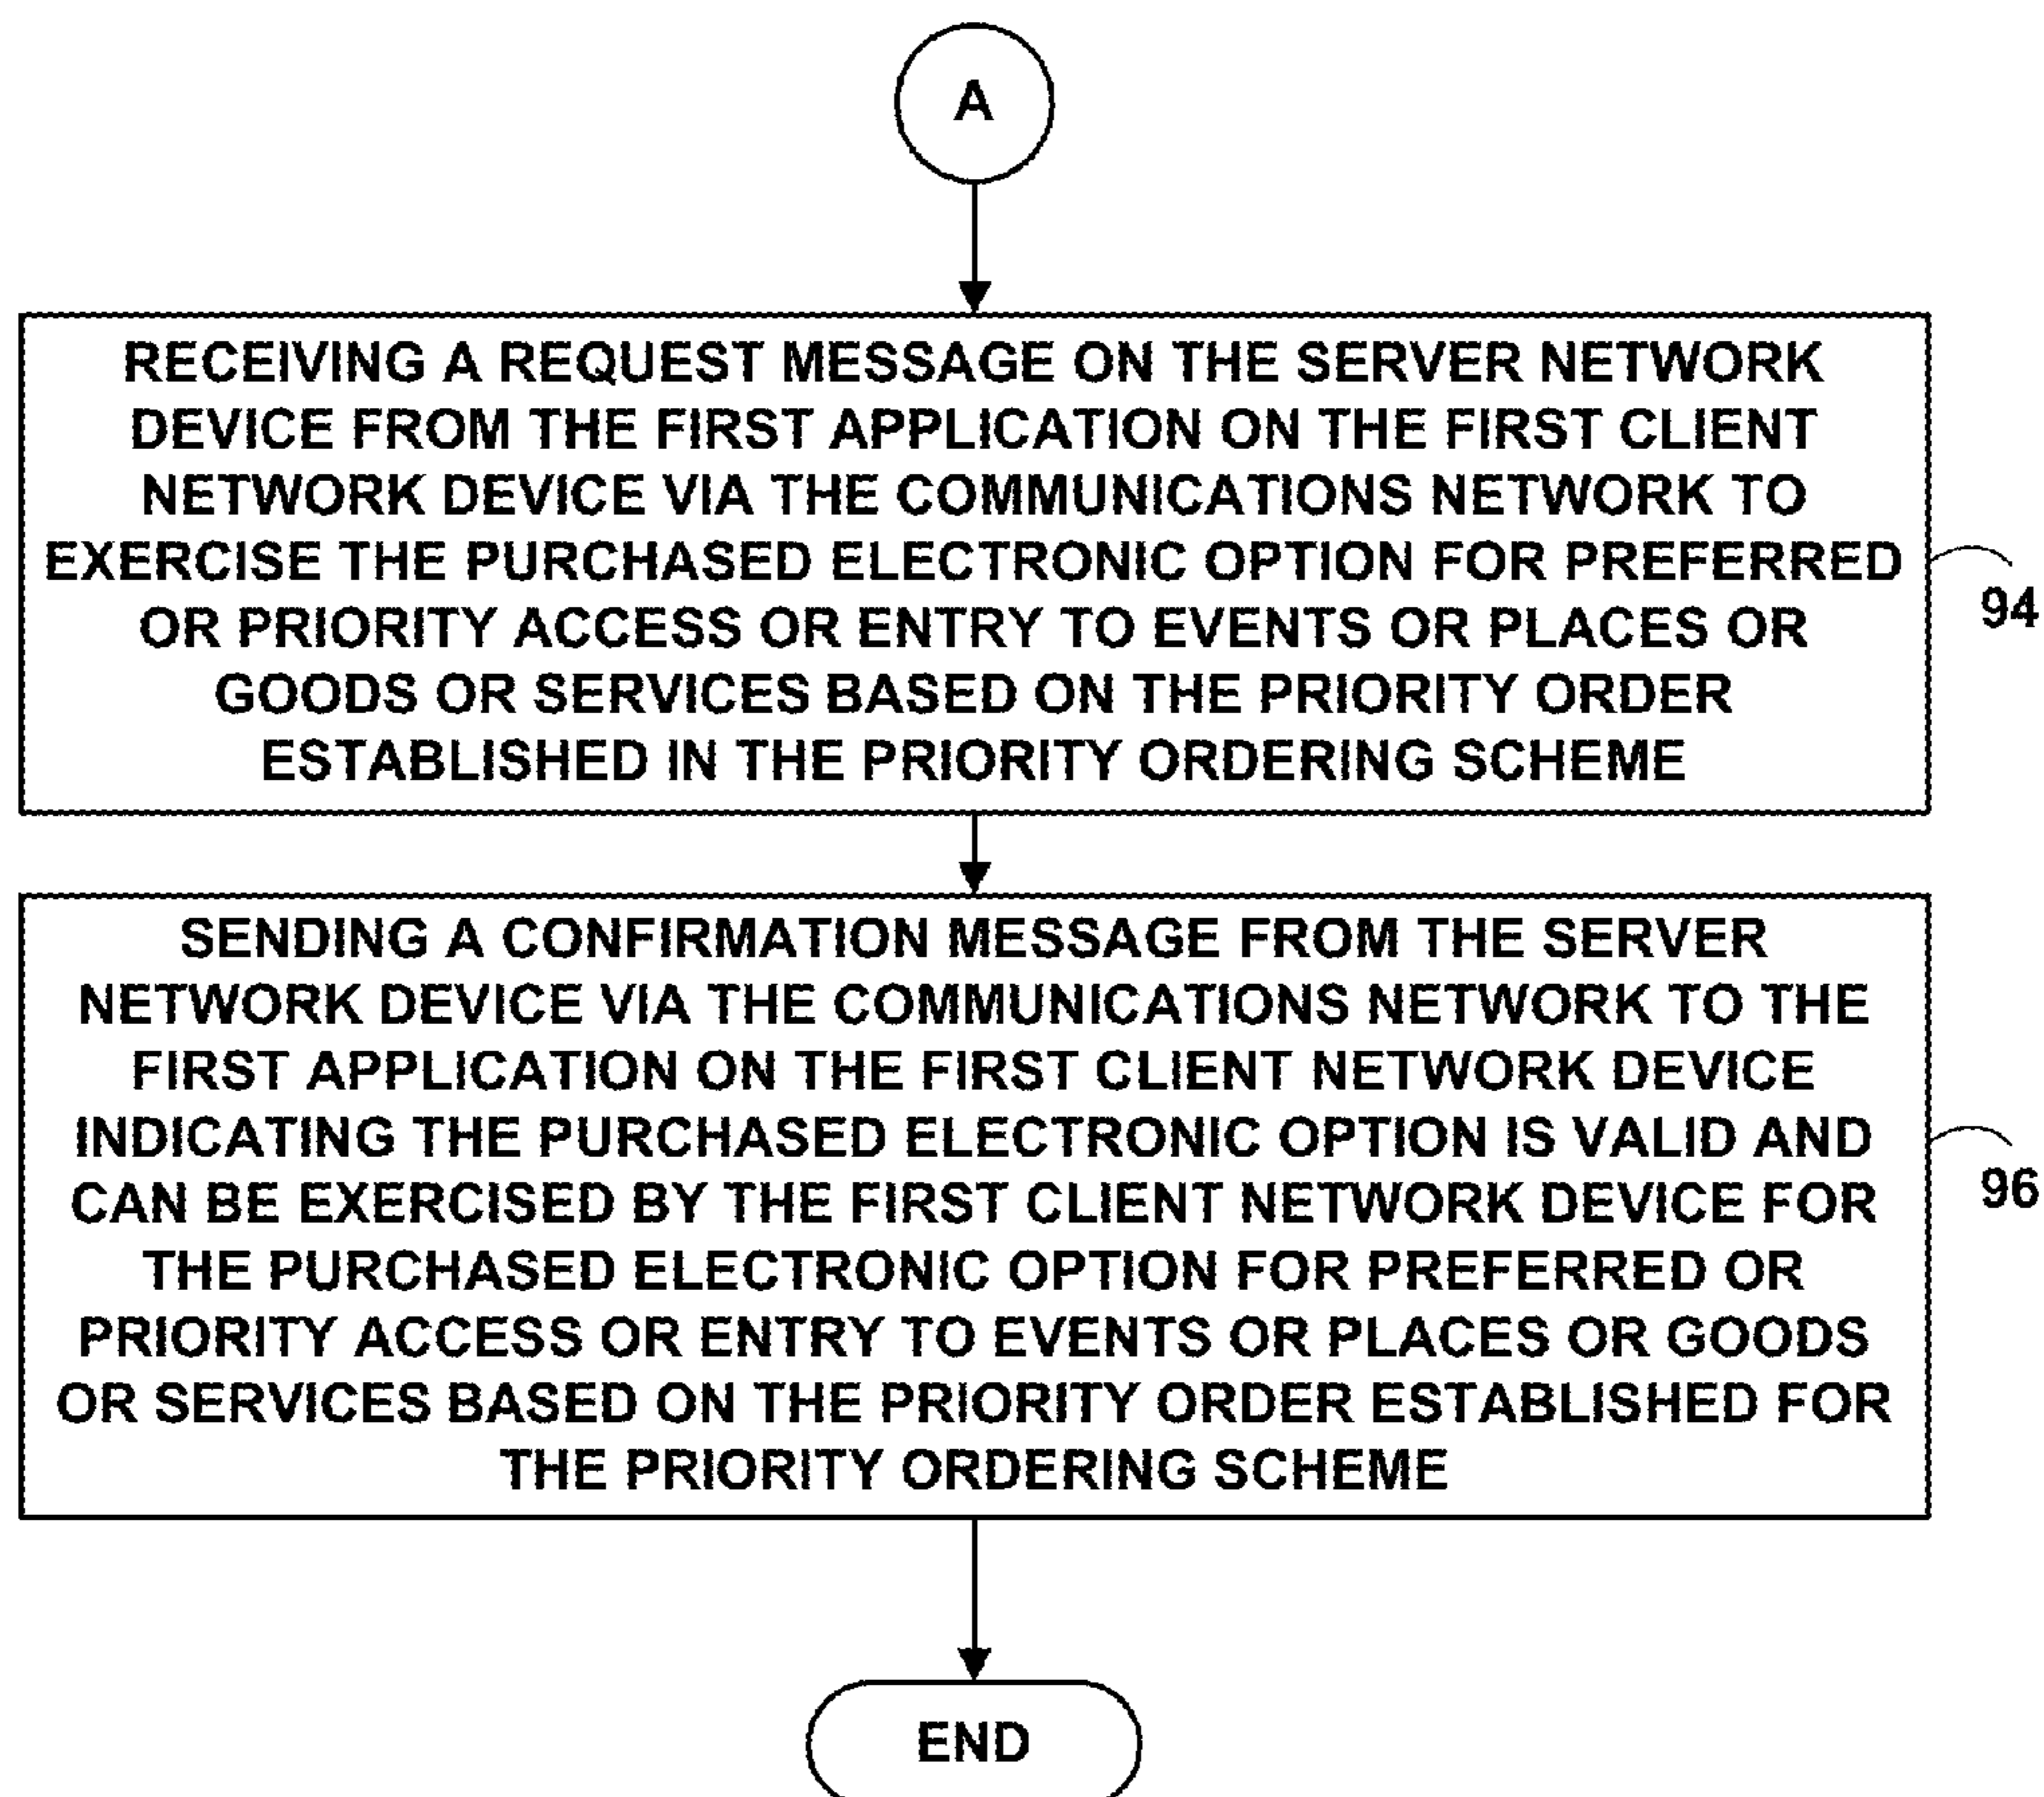 A
RECEIVING A REQUEST MESSAGE ON THE SERVER NETWORK
DEVICE FROM THE FIRST APPLICATION ON THE FIRST CLIENT
NETWORK DEVICE VIA THE COMMUNICATIONS NETWORK TO
EXERCISE THE PURCHASED ELECTRONIC OPTION FOR PREFERRED
OR PRIORITY ACCESS OR ENTRY TO EVENTS OR PLACES OR
GOODS OR SERVICES BASED ON THE PRIORITY ORDER
ESTABLISHED IN THE PRIORITY ORDERING SCHEME
94
SENDING A CONFIRMATION MESSAGE FROM THE SERVER
NETWORK DEVICE VIA THE COMMUNICATIONS NETWORK TO THE
FIRST APPLICATION ON THE FIRST CLIENT NETWORK DEVICE
INDICATING THE PURCHASED ELECTRONIC OPTION IS VALID AND
CAN BE EXERCISED BY THE FIRST CLIENT NETWORK DEVICE FOR
THE PURCHASED ELECTRONIC OPTION FOR PREFERRED OR
PRIORITY ACCESS OR ENTRY TO EVENTS OR PLACES OR GOODS
OR SERVICES BASED ON THE PRIORITY ORDER ESTABLISHED FOR
THE PRIORITY ORDERING SCHEME
96
END